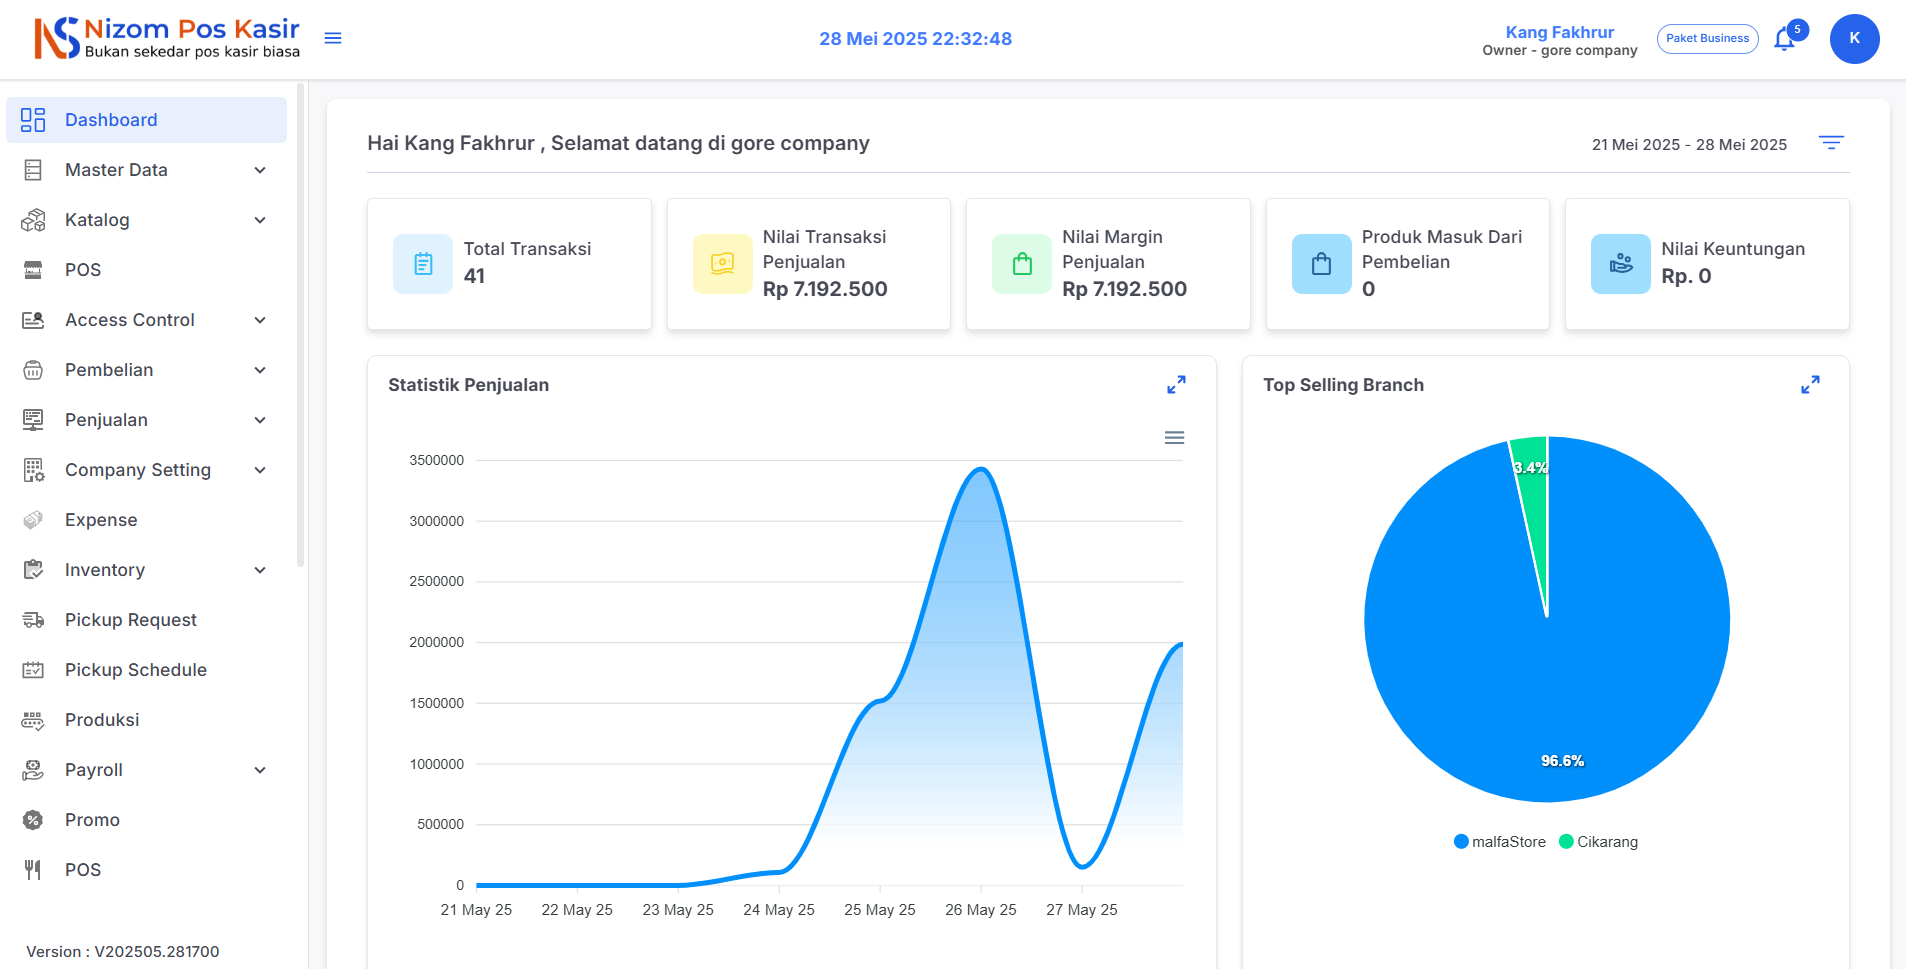 Nizom Pos Kasir
Bukan sekedar pos kasir biasa
28 Mei 2025 22:32:48
Kang Fakhrur
Owner - gore company
Paket Business
5
K
Dashboard
Master Data
Katalog
POS
Access Control
Pembelian
Penjualan
Company Setting
Expense
Inventory
Pickup Request
Pickup Schedule
Produksi
Payroll
Promo
POS
Version : V202505.281700
Hai Kang Fakhrur , Selamat datang di gore company
21 Mei 2025 - 28 Mei 2025
Total Transaksi
41
Nilai Transaksi
Penjualan
Rp 7.192.500
Nilai Margin
Penjualan
Rp 7.192.500
Produk Masuk Dari
Pembelian
0
Nilai Keuntungan
Rp. 0
Statistik Penjualan
3500000
3000000
2500000
2000000
1500000
1000000
500000
0
21 May 25
22 May 25
23 May 25
24 May 25
25 May 25
26 May 25
27 May 25
Top Selling Branch
3.4%
96.6%
malfaStore
Cikarang